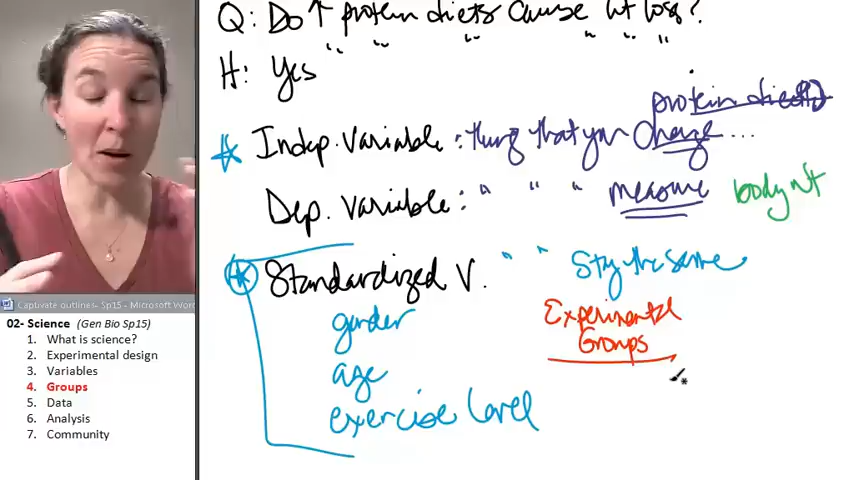 Q: Do ↑ protein diets cause wt loss?
" " " " " "
H: Yes
protein diet
Indep. Variable : thing that you change ...
Dep. Variable : " " " measure body wt
Standardized V. " " Stay the same
gender
age
exercise level
Experimental
Groups
Captivate outlines- Sp15 - Microsoft Word
02- Science (Gen Bio Sp15)
1. What is science?
2. Experimental design
3. Variables
4. Groups
5. Data
6. Analysis
7. Community